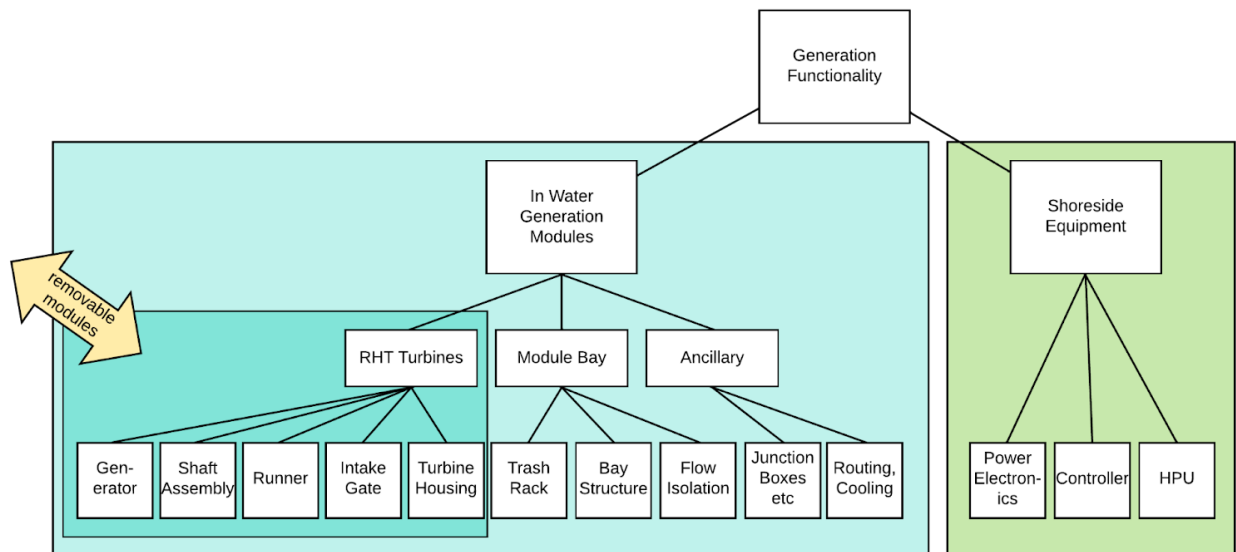 Generation
Functionality
In Water
Generation
Modules
Shoreside
Equipment
removable
modules
RHT Turbines
Module Bay
Ancillary
Gen-
erator
Shaft
Assembly
Runner
Intake
Gate
Turbine
Housing
Trash
Rack
Bay
Structure
Flow
Isolation
Junction
Boxes
etc
Routing,
Cooling
Power
Electron-
ics
Controller
HPU